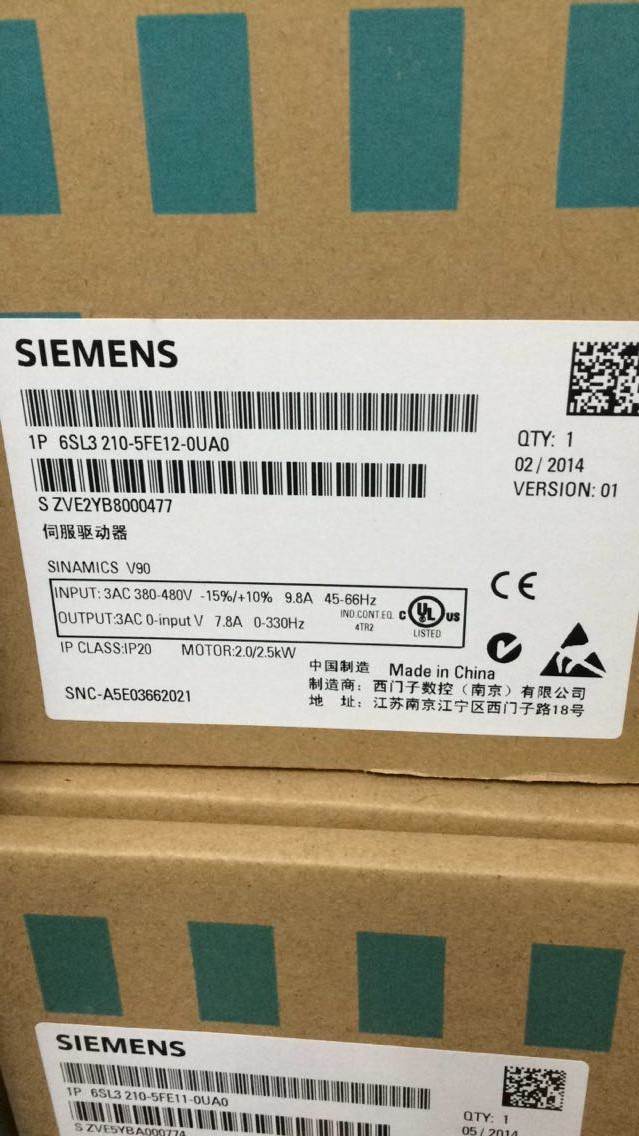 SIEMENS
1P 6SL3 210-5FE12-0UA0
QTY: 1
02/2014
VERSION: 01
S ZVE2YB8000477
伺服驱动器
SINAMICS V90
INPUT: 3AC 380-480V -15%/+10% 9.8A 45-66Hz
OUTPUT:3AC 0-input V 7.8A 0-330Hz
IND.CONT.EQ.
4TR2
C UL US
LISTED
CE
IP CLASS:IP20 MOTOR:2.0/2.5kW
SNC-A5E03662021
中国制造 Made in China
制造商: 西门子数控(南京)有限公司
地 址: 江苏南京江宁区西门子路18号
SIEMENS
1P 6SL3 210-5FE11-0UA0
QTY: 1
05/2014
S ZVE5YBA000774